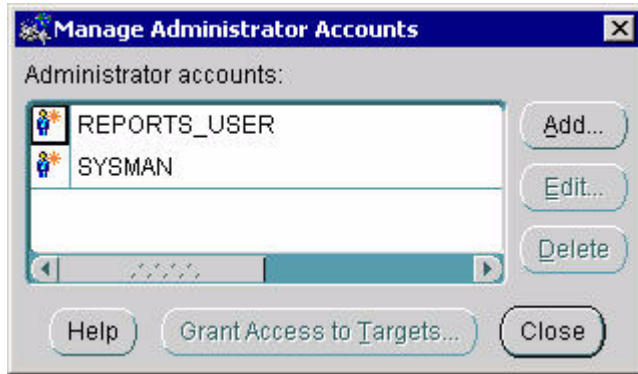 Manage Administrator Accounts
Administrator accounts:
REPORTS_USER
SYSMAN
Add...
Edit...
Delete
Help
Grant Access to Targets...
Close